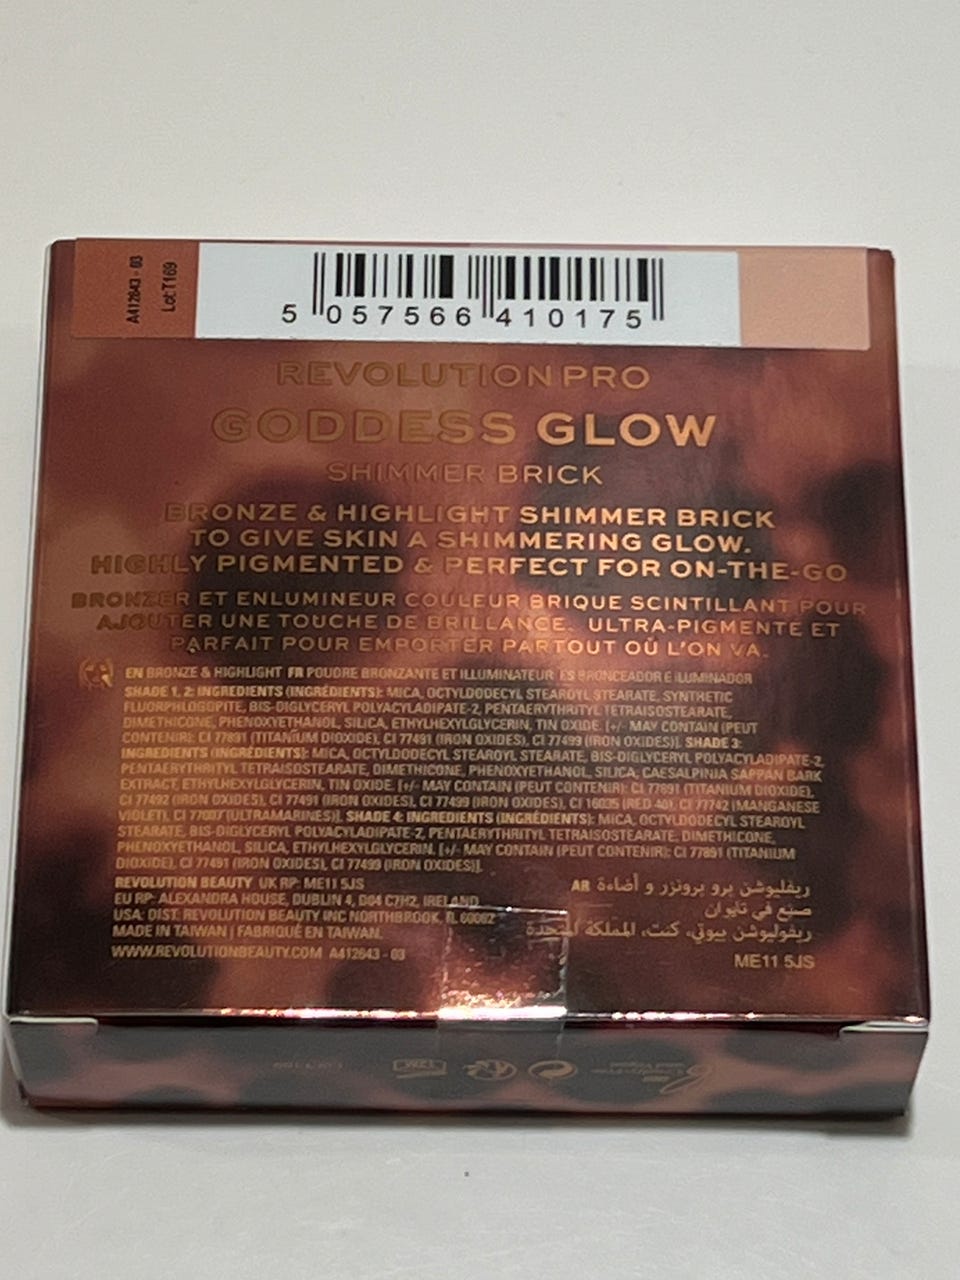 A412643 - 03
Lot:T169
5 057566 410175
REVOLUTION PRO
GODDESS GLOW
SHIMMER BRICK
BRONZE & HIGHLIGHT SHIMMER BRICK
TO GIVE SKIN A SHIMMERING GLOW.
HIGHLY PIGMENTED & PERFECT FOR ON-THE-GO
BRONZER ET ENLUMINEUR COULEUR BRIQUE SCINTILLANT POUR
AJOUTER UNE TOUCHE DE BRILLANCE. ULTRA-PIGMENTE ET
PARFAIT POUR EMPORTER PARTOUT OÙ L'ON VA.
EN BRONZE & HIGHLIGHT FR POUDRE BRONZANTE ET ILLUMINATEUR ES BRONCEADOR E ILUMINADOR
SHADE 1, 2: INGREDIENTS (INGRÉDIENTS): MICA, OCTYLDODECYL STEAROYL STEARATE, SYNTHETIC
FLUORPHLOGOPITE, BIS-DIGLYCERYL POLYACYLADIPATE-2, PENTAERYTHRITYL TETRAISOSTEARATE,
DIMETHICONE, PHENOXYETHANOL, SILICA, ETHYLHEXYLGLYCERIN, TIN OXIDE. [+/- MAY CONTAIN (PEUT
CONTENIR): CI 77891 (TITANIUM DIOXIDE), CI 77491 (IRON OXIDES), CI 77499 (IRON OXIDES)]. SHADE 3:
INGREDIENTS (INGRÉDIENTS): MICA, OCTYLDODECYL STEAROYL STEARATE, BIS-DIGLYCERYL POLYACYLADIPATE-2,
PENTAERYTHRITYL TETRAISOSTEARATE, DIMETHICONE, PHENOXYETHANOL, SILICA, CAESALPINIA SAPPAN BARK
EXTRACT, ETHYLHEXYLGLYCERIN, TIN OXIDE. [+/- MAY CONTAIN (PEUT CONTENIR): CI 77891 (TITANIUM DIOXIDE),
CI 77492 (IRON OXIDES), CI 77491 (IRON OXIDES), CI 77499 (IRON OXIDES), CI 16035 (RED 40), CI 77742 (MANGANESE
VIOLET), CI 77007 (ULTRAMARINES)]. SHADE 4: INGREDIENTS (INGRÉDIENTS): MICA, OCTYLDODECYL STEAROYL
STEARATE, BIS-DIGLYCERYL POLYACYLADIPATE-2, PENTAERYTHRITYL TETRAISOSTEARATE, DIMETHICONE,
PHENOXYETHANOL, SILICA, ETHYLHEXYLGLYCERIN. [+/- MAY CONTAIN (PEUT CONTENIR): CI 77891 (TITANIUM
DIOXIDE), CI 77491 (IRON OXIDES), CI 77499 (IRON OXIDES)].
REVOLUTION BEAUTY UK RP: ME11 5JS
EU RP: ALEXANDRA HOUSE, DUBLIN 4, D04 C7H2, IRELAND.
USA: DIST. REVOLUTION BEAUTY INC NORTHBROOK, IL 60062
MADE IN TAIWAN | FABRIQUÉ EN TAIWAN.
WWW.REVOLUTIONBEAUTY.COM A412643 - 03
AR ريفليوشن برو برونزر و أضاءة
صنع في تايوان
ريفوليوشن بيوتي، كنت، المملكة المتحدة
ME11 5JS
12M